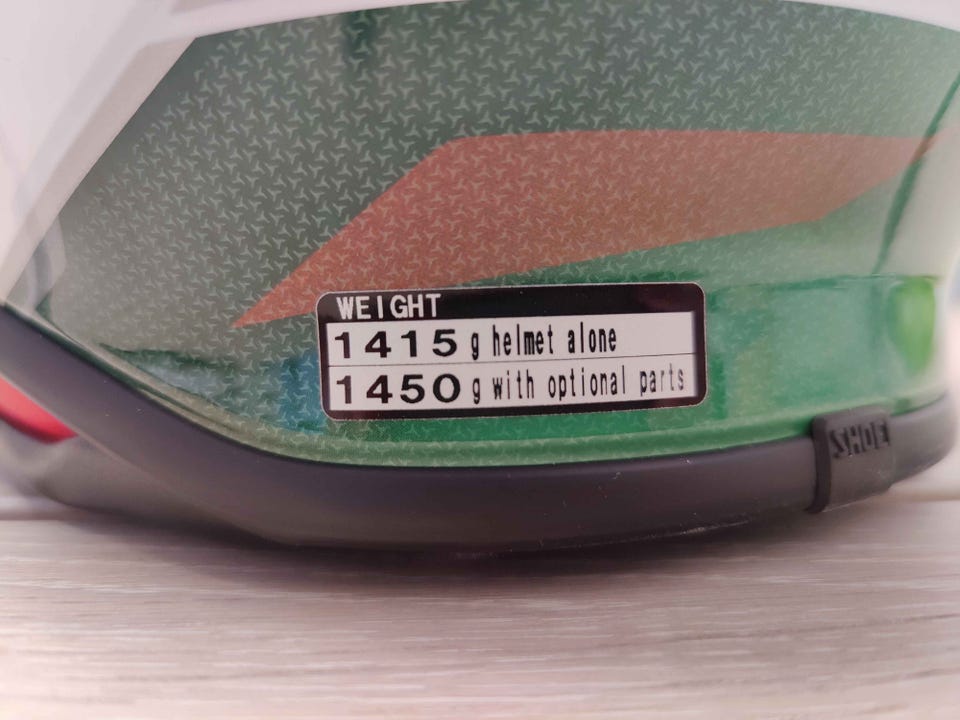 WEIGHT
1415 g helmet alone
1450 g with optional parts
SHOEI